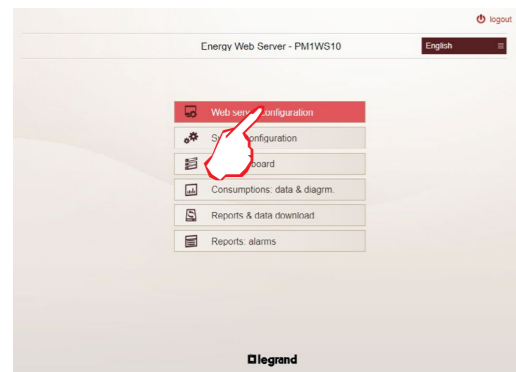 logout
Energy Web Server - PM1WS10
English
Web server configuration
configuration
board
Consumptions: data & diagrm.
Reports & data download
Reports: alarms
legrand